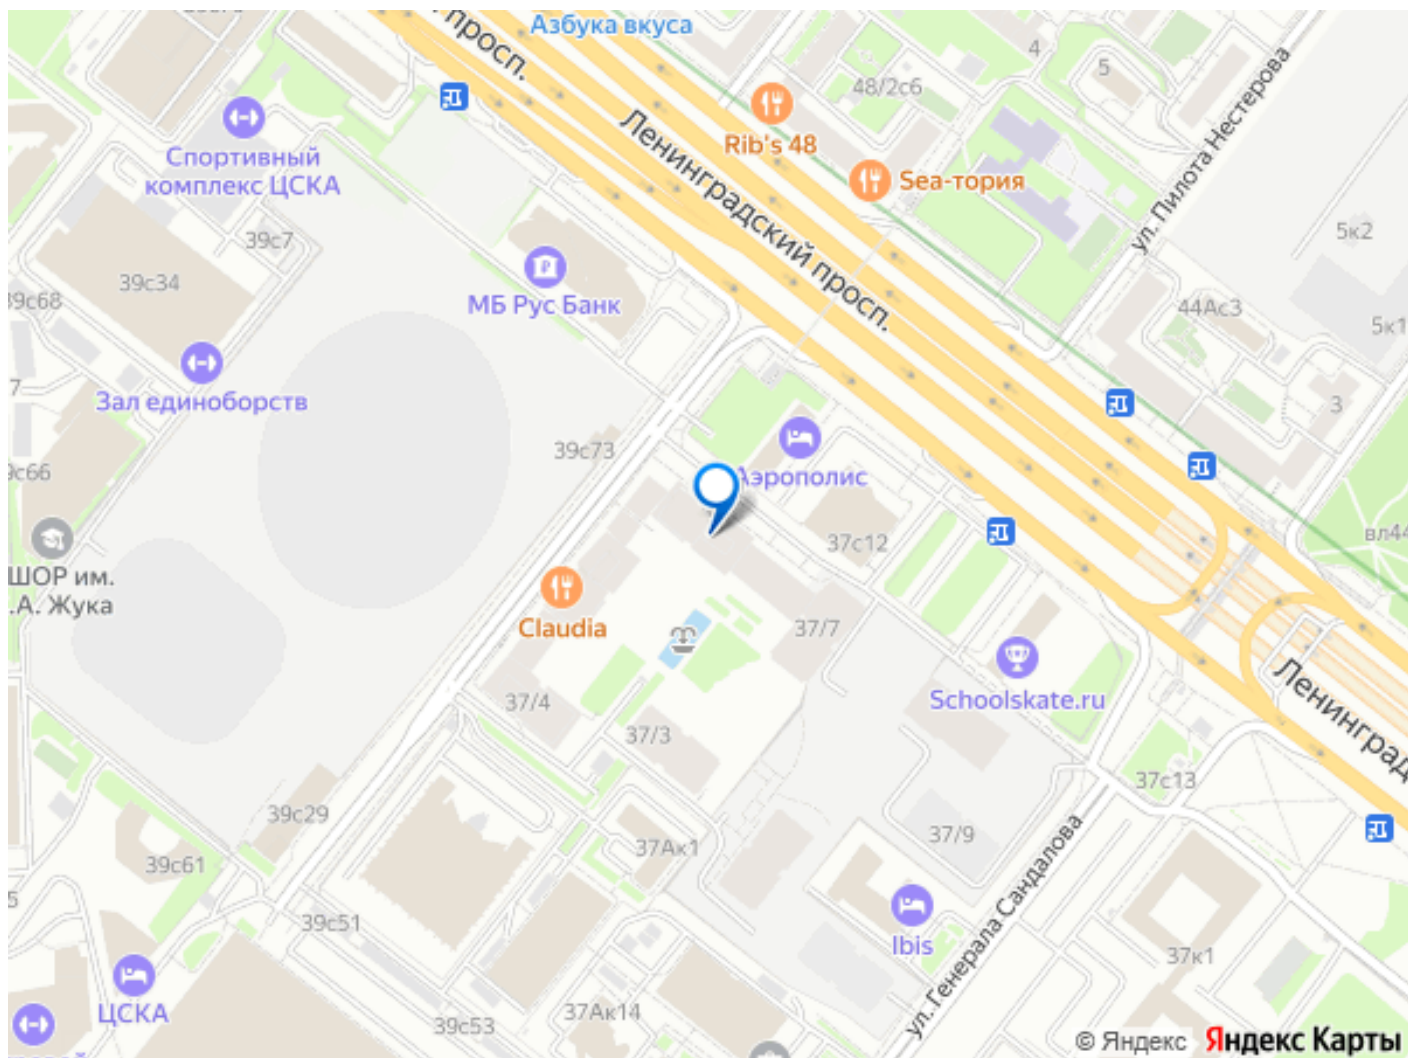 Азбука вкуса
просп.
4
5
48/2с6
Rib's 48
Sea-тория
ул. Пилота Нестерова
Спортивный
комплекс ЦСКА
Ленинградский просп.
39с7
39с34
МБ Рус Банк
5к2
44Ас3
5к1
Зал единоборств
3
39с73
Аэрополис
37с12
ШОР им.
.А. Жука
Claudia
37/7
Schoolskate.ru
37/4
37/3
37с13
39с29
37/9
37Ак1
39с61
39с51
Ibis
ул. Генерала Сандалова
37к1
ЦСКА
37Ак14
39с53
© Яндекс Яндекс Карты